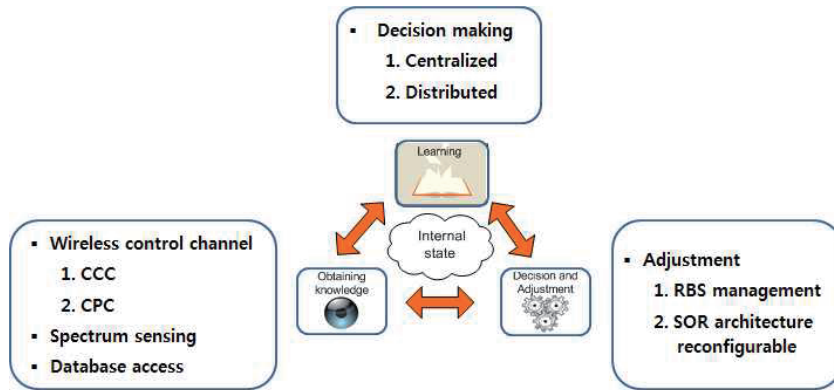 ▪ Decision making
1. Centralized
2. Distributed
Learning
Internal
state
▪ Wireless control channel
1. CCC
2. CPC
▪ Spectrum sensing
▪ Database access
Obtaining
knowledge
Decision and
Adjustment
▪ Adjustment
1. RBS management
2. SOR architecture
reconfigurable